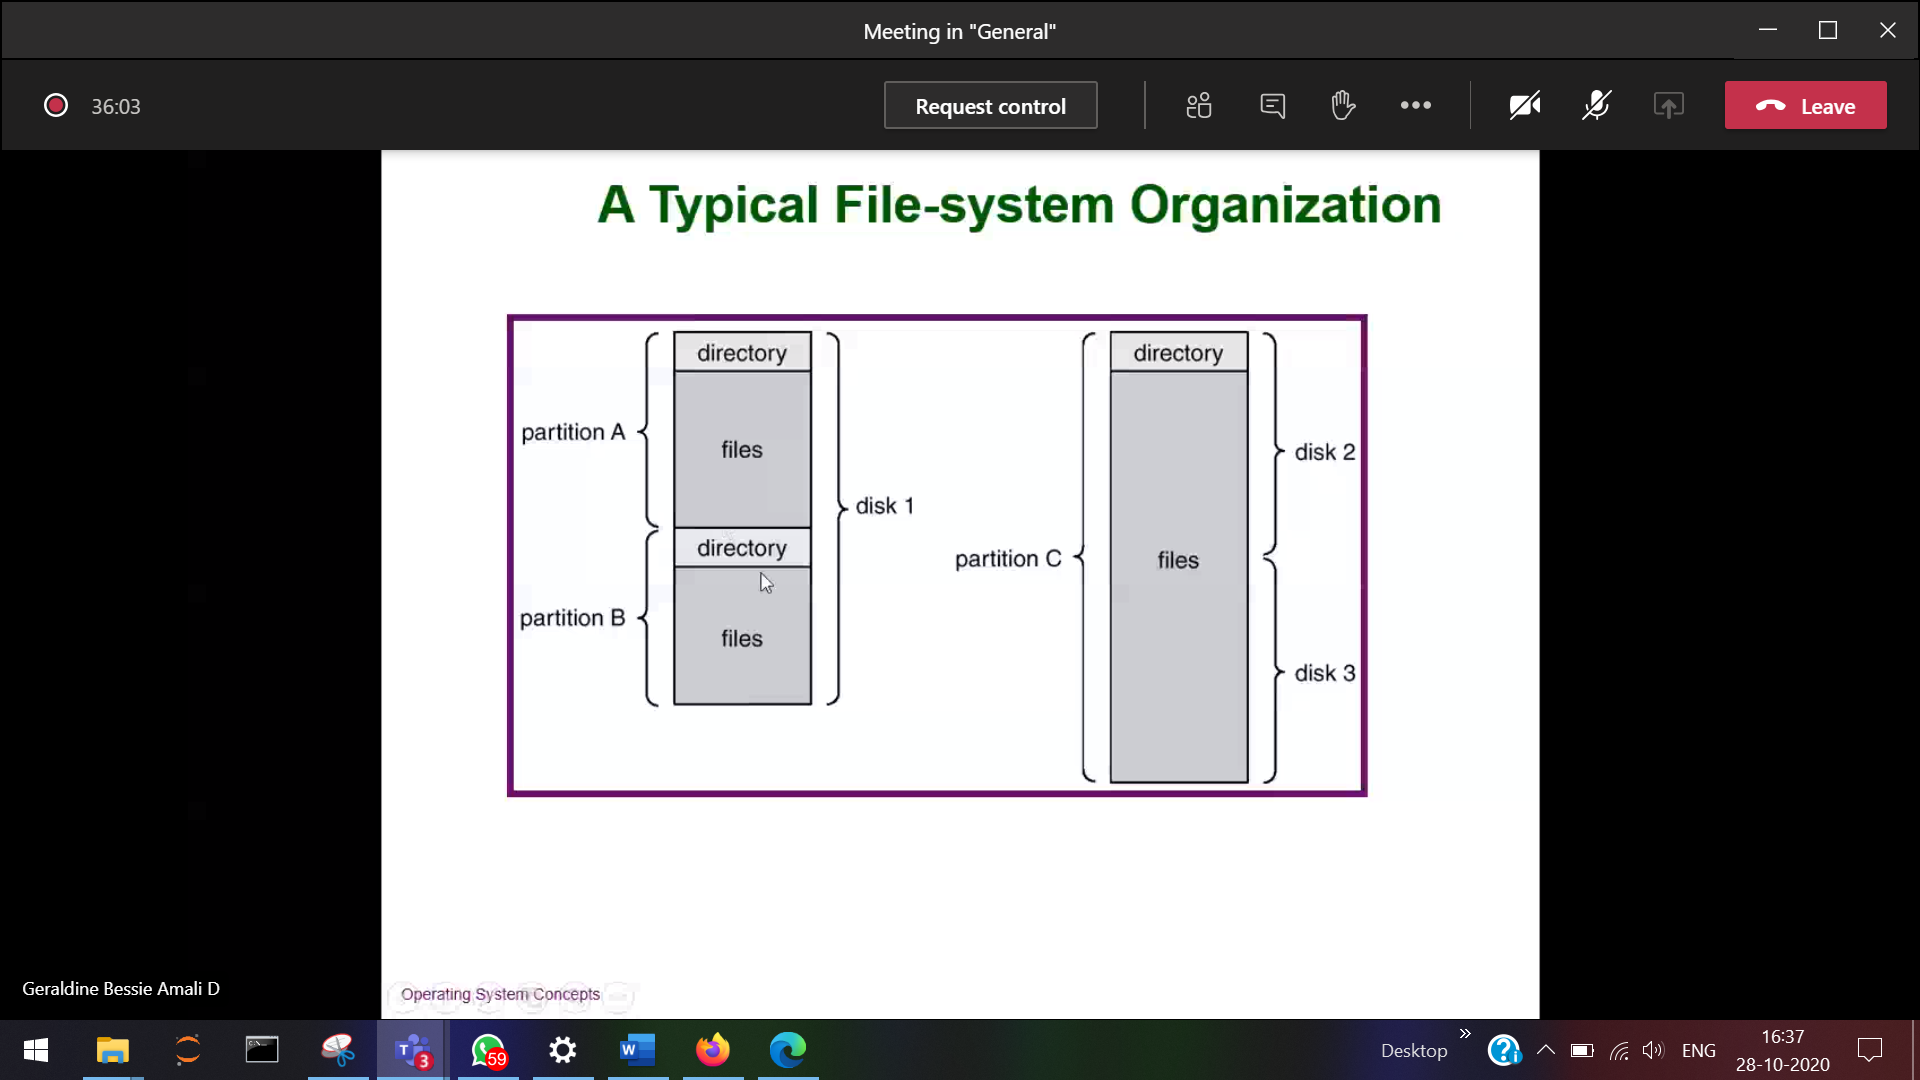 Meeting in "General"
36:03
Request control
Leave
A Typical File-system Organization
directory
directory
partition A
files
disk 2
disk 1
directory
partition C
files
partition B
files
disk 3
Geraldine Bessie Amali D
Operating System Concepts
T
3
59
W
Desktop
»
ENG
16:37
28-10-2020